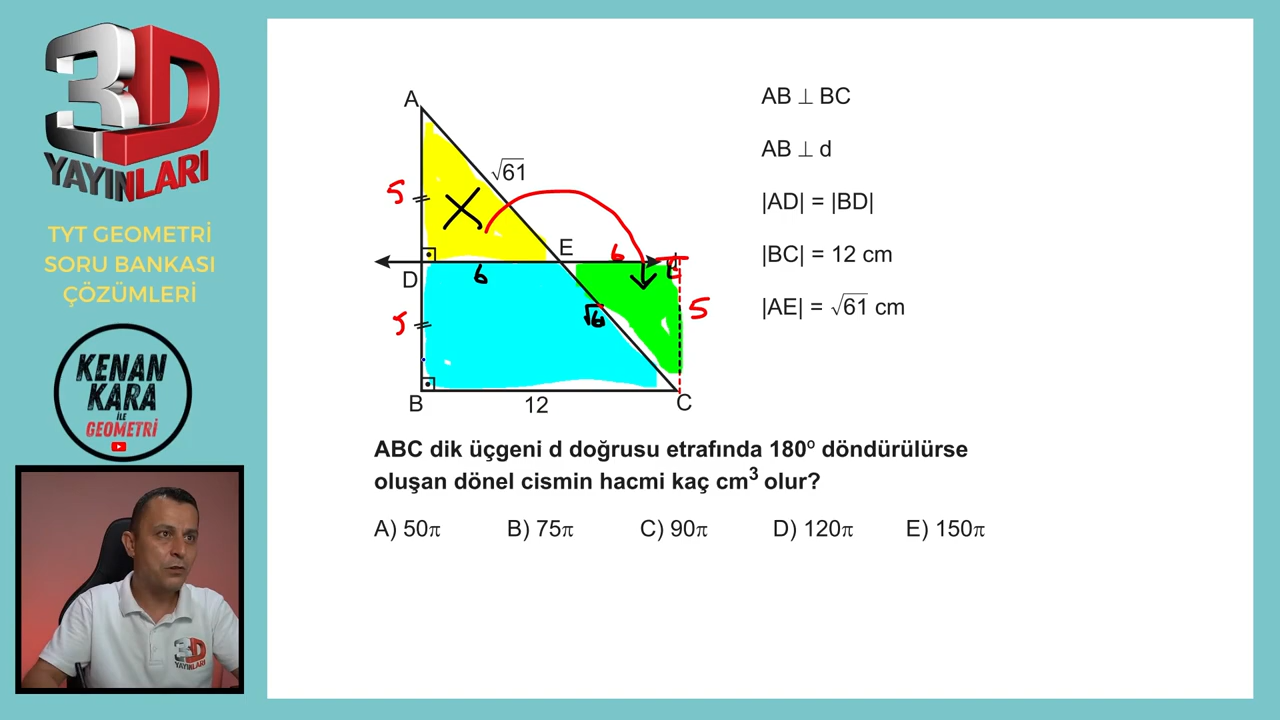 3D
YAYINLARI
TYT GEOMETRİ
SORU BANKASI
ÇÖZÜMLERİ
KENAN
KARA
İLE
GEOMETRİ
3D
YAYINLARI
A
√61
5
E
6
D
6
5
√6
5
B
12
C
AB ⊥ BC
AB ⊥ d
|AD| = |BD|
|BC| = 12 cm
|AE| = √61 cm
ABC dik üçgeni d doğrusu etrafında 180º döndürülürse
oluşan dönel cismin hacmi kaç cm³ olur?
A) 50π B) 75π C) 90π D) 120π E) 150π